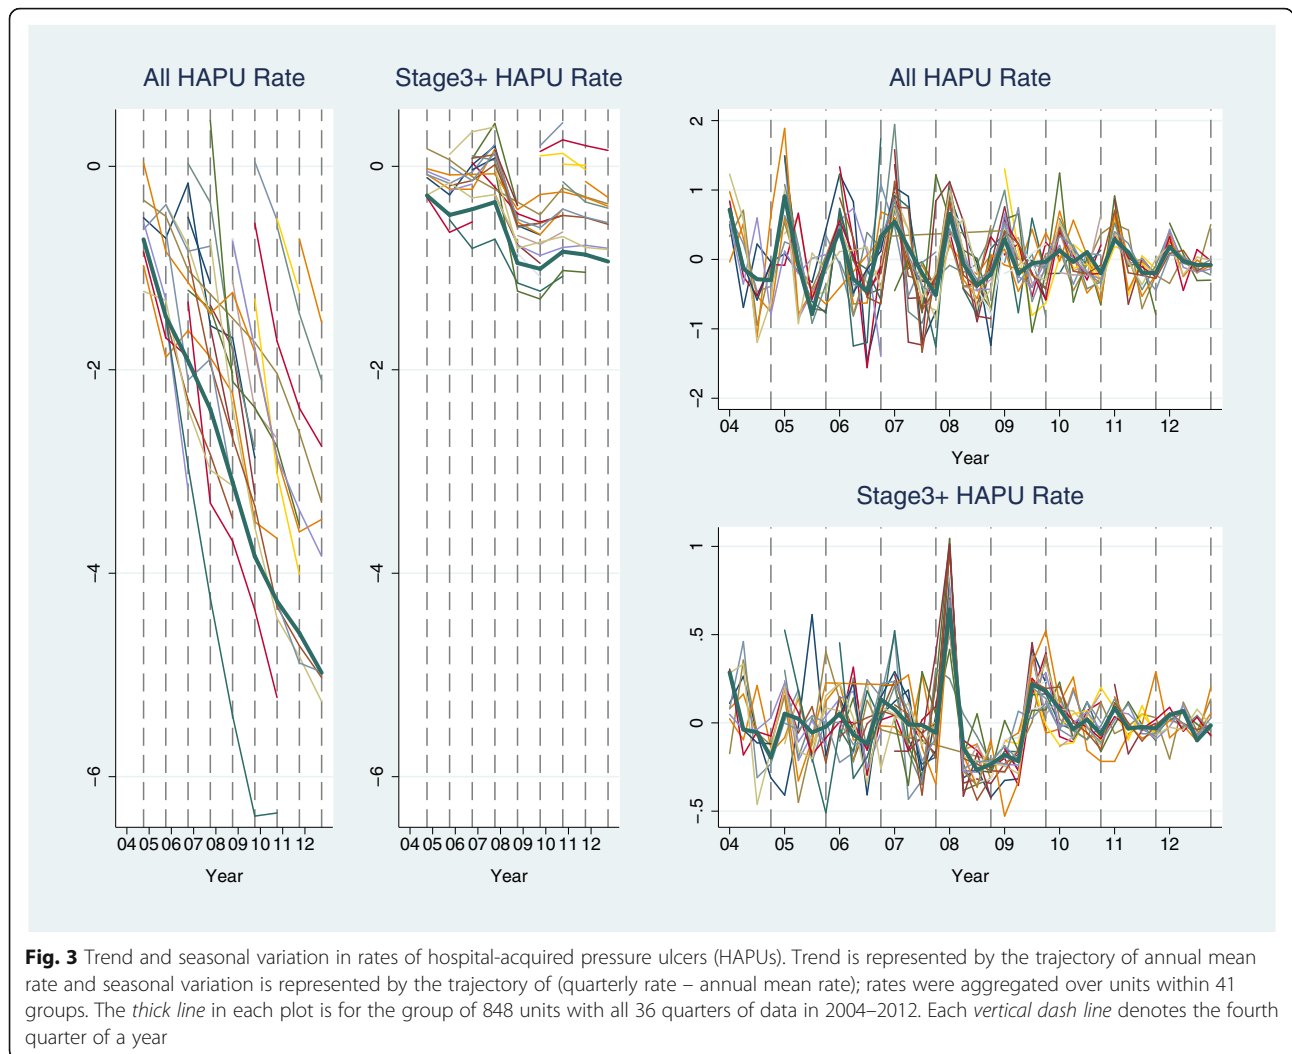 All HAPU Rate
0
−2
−4
−6
04 05 06 07 08 09 10 11 12
Year
Stage3+ HAPU Rate
0
−2
−4
−6
04 05 06 07 08 09 10 11 12
Year
All HAPU Rate
2
1
0
−1
−2
04 05 06 07 08 09 10 11 12
Year
Stage3+ HAPU Rate
1
.5
0
−.5
04 05 06 07 08 09 10 11 12
Year
Fig. 3 Trend and seasonal variation in rates of hospital-acquired pressure ulcers (HAPUs). Trend is represented by the trajectory of annual mean
rate and seasonal variation is represented by the trajectory of (quarterly rate – annual mean rate); rates were aggregated over units within 41
groups. The thick line in each plot is for the group of 848 units with all 36 quarters of data in 2004–2012. Each vertical dash line denotes the fourth
quarter of a year